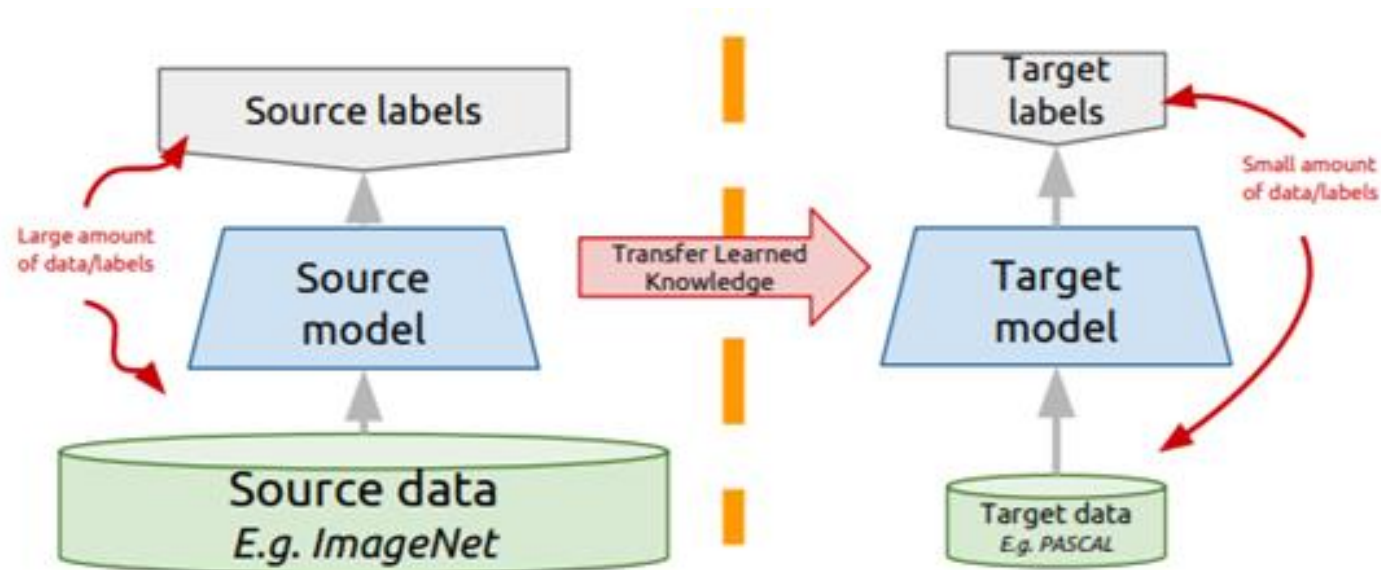 Source labels
Large amount
of data/labels
Source
model
Source data
E.g. ImageNet
Transfer Learned
Knowledge
Target
labels
Small amount
of data/labels
Target
model
Target data
E.g. PASCAL